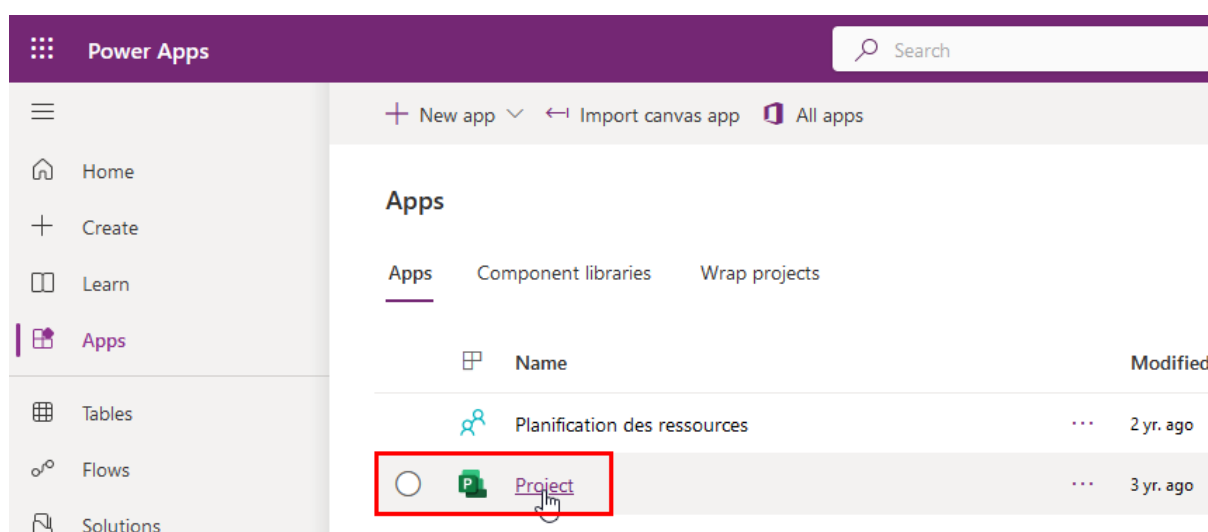 Power Apps
Search
New app
Import canvas app
All apps
Home
Create
Learn
Apps
Tables
Flows
Solutions
Apps
Apps
Component libraries
Wrap projects
Name
Modified
Planification des ressources
... 2 yr. ago
P
Project
... 3 yr. ago